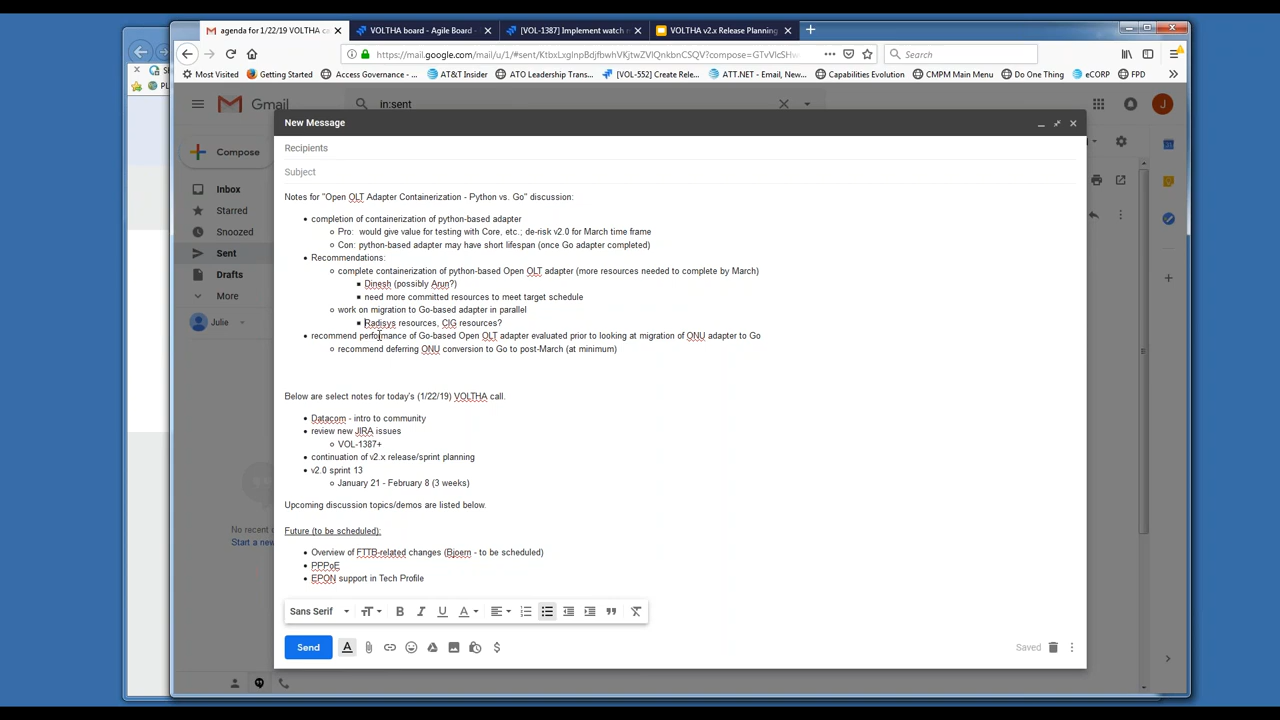 agenda for 1/22/19 VOLTHA ca
VOLTHA board - Agile Board -
[VOL-1387] Implement watch
VOLTHA v2.x Release Planning
https://mail.google.com/mail/u/1/#sent/
Search
Most Visited
Getting Started
Access Governance -...
AT&T Insider
ATO Leadership Trans...
[VOL-552] Create Rele...
ATT.NET - Email, New...
Capabilities Evolution
CMPM Main Menu
Do One Thing
eCORP
FPD
Gmail
in:sent
Compose
Inbox
Starred
Snoozed
Sent
Drafts
More
Julie
No recent
Start a new
New Message
Recipients
Subject
Notes for "Open OLT Adapter Containerization - Python vs. Go" discussion:
• completion of containerization of python-based adapter
Pro: would give value for testing with Core, etc.; de-risk v2.0 for March time frame
Con: python-based adapter may have short lifespan (once Go adapter completed)
• Recommendations:
complete containerization of python-based Open OLT adapter (more resources needed to complete by March)
Dinesh (possibly Arun?)
need more committed resources to meet target schedule
work on migration to Go-based adapter in parallel
Radisys resources, CIG resources?
• recommend performance of Go-based Open OLT adapter evaluated prior to looking at migration of ONU adapter to Go
recommend deferring ONU conversion to Go to post-March (at minimum)
Below are select notes for today's (1/22/19) VOLTHA call.
• Datacom - intro to community
• review new JIRA issues
VOL-1387+
• continuation of v2.x release/sprint planning
• v2.0 sprint 13
January 21 - February 8 (3 weeks)
Upcoming discussion topics/demos are listed below.
Future (to be scheduled):
• Overview of FTTB-related changes (Bjoern - to be scheduled)
• PPPoE
• EPON support in Tech Profile
Sans Serif
Send
Saved